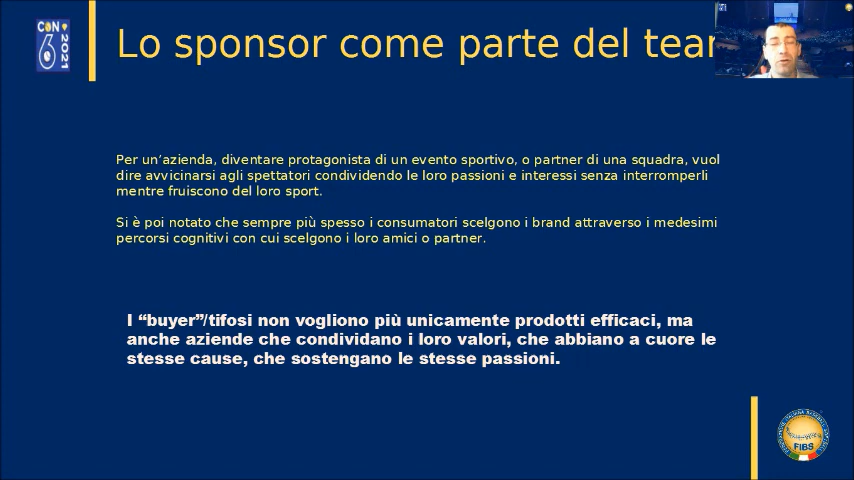 CON
6
2021
Lo sponsor come parte del tea
Per un’azienda, diventare protagonista di un evento sportivo, o partner di una squadra, vuol
dire avvicinarsi agli spettatori condividendo le loro passioni e interessi senza interromperli
mentre fruiscono del loro sport.
Si è poi notato che sempre più spesso i consumatori scelgono i brand attraverso i medesimi
percorsi cognitivi con cui scelgono i loro amici o partner.
I “buyer”/tifosi non vogliono più unicamente prodotti efficaci, ma
anche aziende che condividano i loro valori, che abbiano a cuore le
stesse cause, che sostengano le stesse passioni.
FIBS